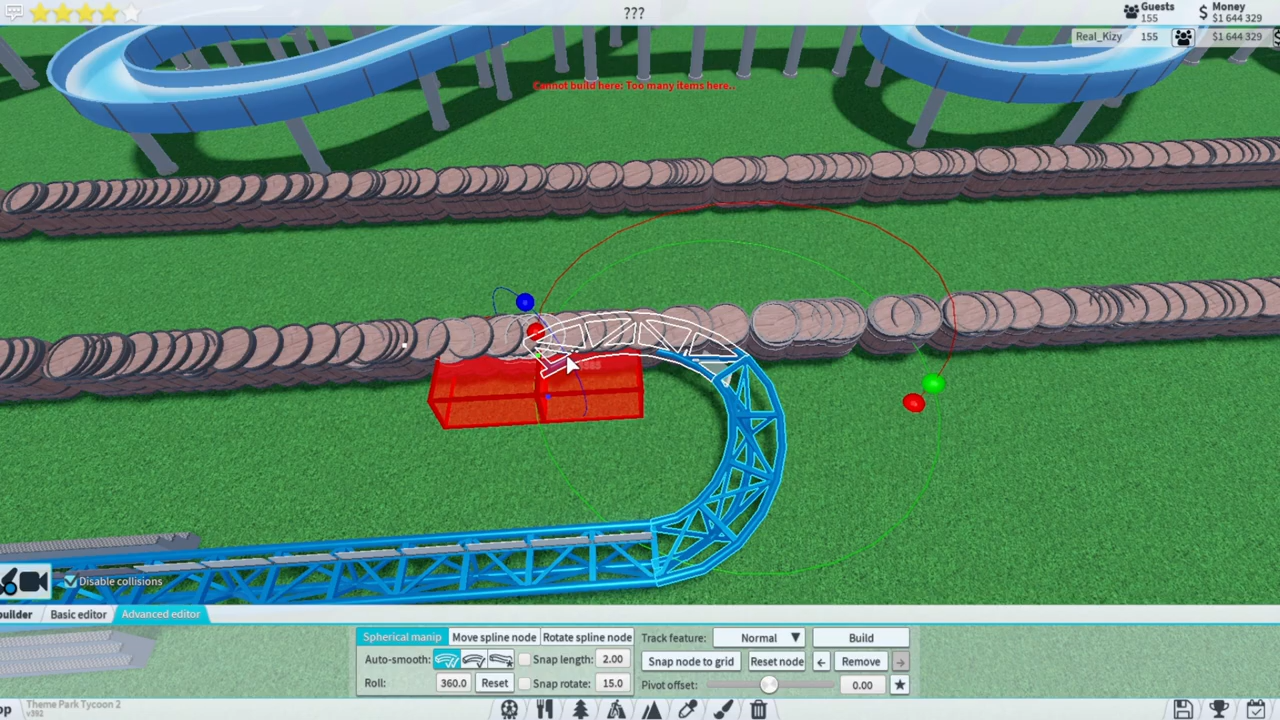 ???
Guests
155
$ Money
$1 644 329
Real_Kizy 155 $1 644 329
Cannot build here: Too many items here..
Disable collisions
builder Basic editor Advanced editor
Spherical manip Move spline node Rotate spline node Track feature: Normal ▼ Build
Auto-smooth: Snap length: 2.00 Snap node to grid Reset node ← Remove →
Roll: 360.0 Reset Snap rotate: 15.0 Pivot offset: 0.00 ★
Theme Park Tycoon 2
v392